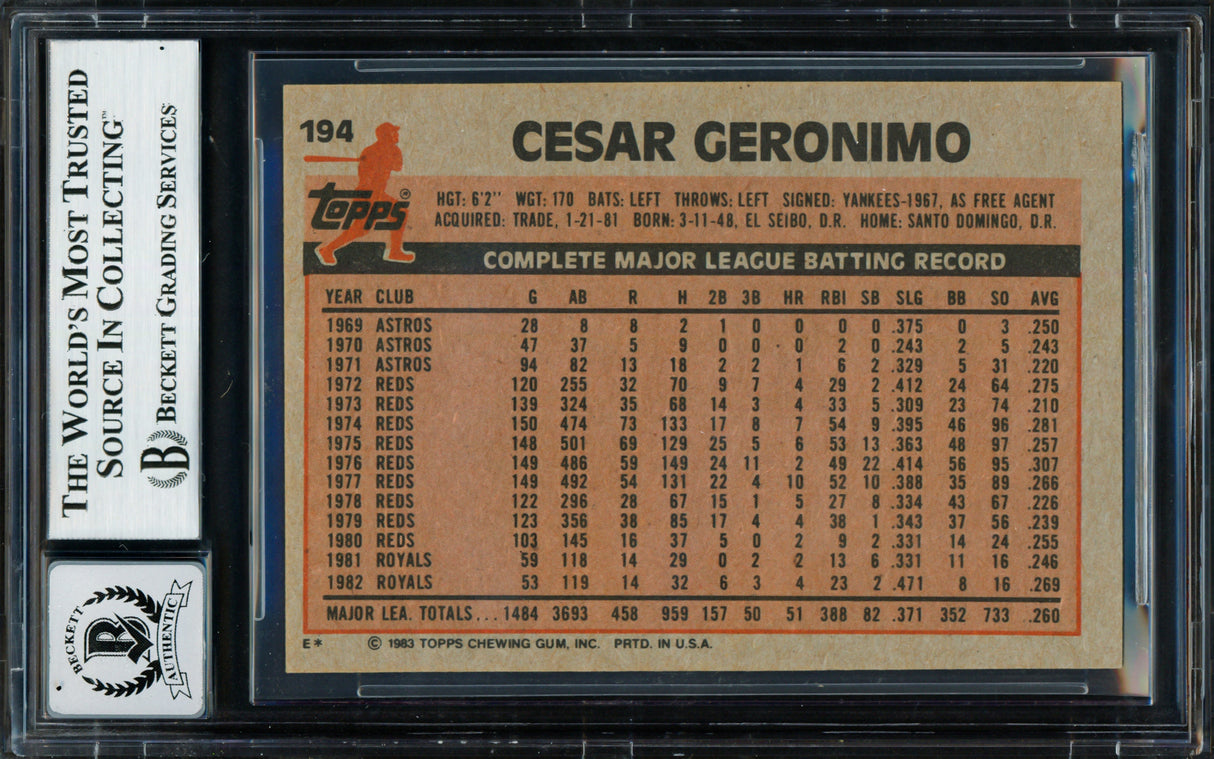 THE WORLD'S MOST TRUSTED
SOURCE IN COLLECTING™
B BECKETT GRADING SERVICES
BECKETT
B
AUTHENTIC
194
CESAR GERONIMO
Topps®
HGT: 6'2" WGT: 170 BATS: LEFT THROWS: LEFT SIGNED: YANKEES-1967, AS FREE AGENT
ACQUIRED: TRADE, 1-21-81 BORN: 3-11-48, EL SEIBO, D.R. HOME: SANTO DOMINGO, D.R.
COMPLETE MAJOR LEAGUE BATTING RECORD
YEAR CLUB G AB R H 2B 3B HR RBI SB SLG BB SO AVG
1969 ASTROS 28 8 8 2 1 0 0 0 0 .375 0 3 .250
1970 ASTROS 47 37 5 9 0 0 0 2 0 .243 2 5 .243
1971 ASTROS 94 82 13 18 2 2 1 6 2 .329 5 31 .220
1972 REDS 120 255 32 70 9 7 4 29 2 .412 24 64 .275
1973 REDS 139 324 35 68 14 3 4 33 5 .309 23 74 .210
1974 REDS 150 474 73 133 17 8 7 54 9 .395 46 96 .281
1975 REDS 148 501 69 129 25 5 6 53 13 .363 48 97 .257
1976 REDS 149 486 59 149 24 11 2 49 22 .414 56 95 .307
1977 REDS 149 492 54 131 22 4 10 52 10 .388 35 89 .266
1978 REDS 122 296 28 67 15 1 5 27 8 .334 43 67 .226
1979 REDS 123 356 38 85 17 4 4 38 1 .343 37 56 .239
1980 REDS 103 145 16 37 5 0 2 9 2 .331 14 24 .255
1981 ROYALS 59 118 14 29 0 2 2 13 6 .331 11 16 .246
1982 ROYALS 53 119 14 32 6 3 4 23 2 .471 8 16 .269
MAJOR LEA. TOTALS... 1484 3693 458 959 157 50 51 388 82 .371 352 733 .260
E* © 1983 TOPPS CHEWING GUM, INC. PRTD. IN U.S.A.